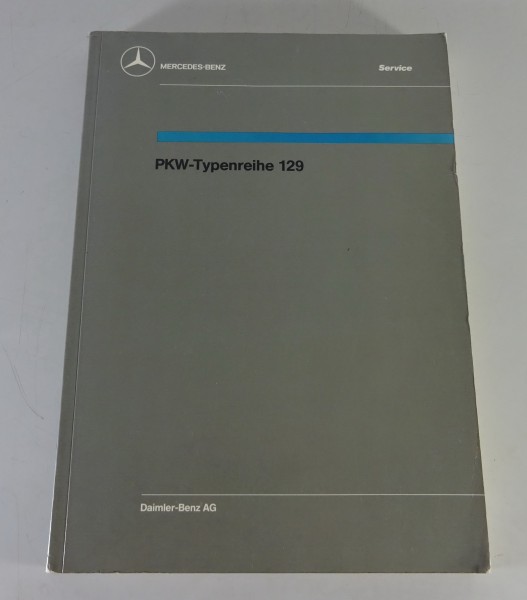 MERCEDES-BENZ Service
PKW-Typenreihe 129
Daimler-Benz AG